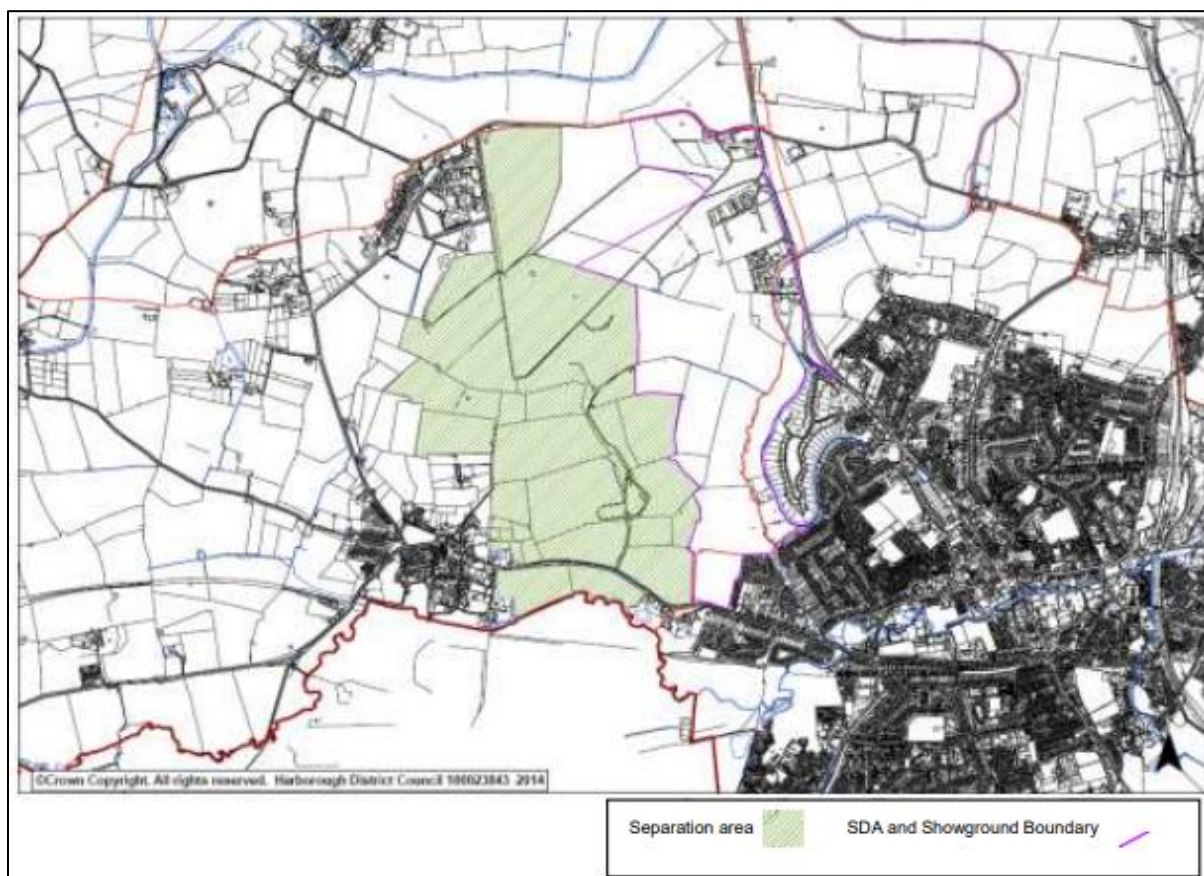 ©Crown Copyright. All rights reserved. Harborough District Council 100023843 2014
Separation area
SDA and Showground Boundary